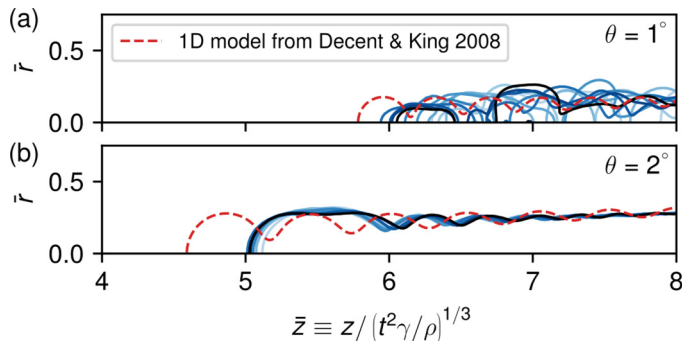 (a)
0.5
0.0
r̄
1D model from Decent & King 2008
θ = 1°
(b)
0.5
0.0
r̄
θ = 2°
4 5 6 7 8
z̄ ≡ z/(t²γ/ρ)^{1/3}